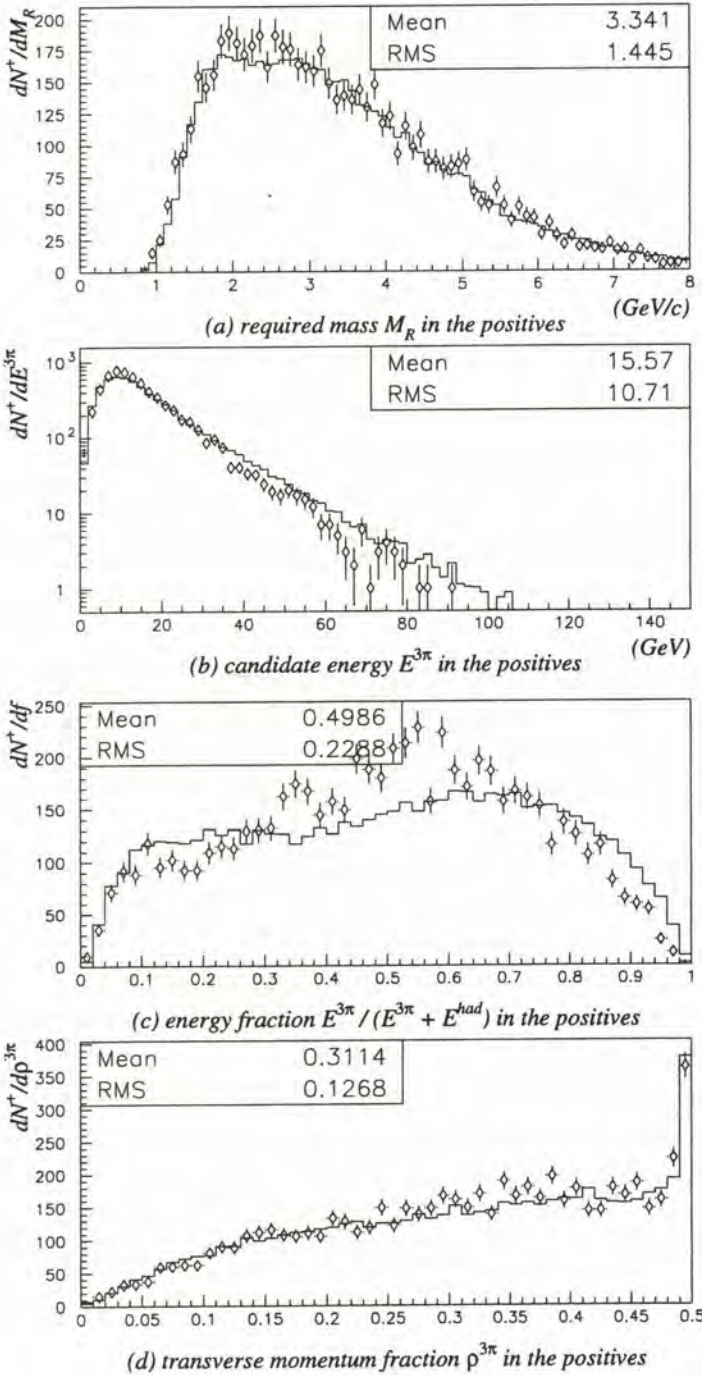 dN⁺/dM_R
200
175
150
125
100
75
50
25
0
Mean 3.341
RMS 1.445
0 1 2 3 4 5 6 7 8
(GeV/c)
(a) required mass M_R in the positives
dN⁺/dE³π
10³
10²
10
1
Mean 15.57
RMS 10.71
0 20 40 60 80 100 120 140
(GeV)
(b) candidate energy E³π in the positives
dN⁺/df
250
200
150
100
50
0
Mean 0.4986
RMS 0.2288
0 0.1 0.2 0.3 0.4 0.5 0.6 0.7 0.8 0.9 1
(c) energy fraction E³π/(E³π + Eʰᵃᵈ) in the positives
dN⁺/dρ³π
400
350
300
250
200
150
100
50
0
Mean 0.3114
RMS 0.1268
0 0.05 0.1 0.15 0.2 0.25 0.3 0.35 0.4 0.45 0.5
(d) transverse momentum fraction ρ³π in the positives